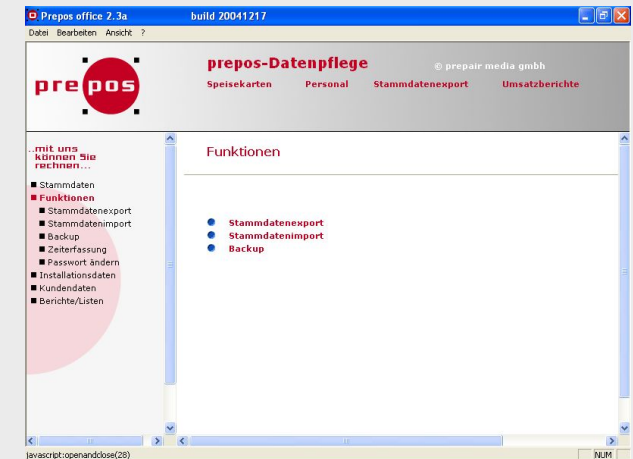 Prepos office 2.3a build 20041217
Datei Bearbeiten Ansicht ?
prepos
prepos-Datenpflege © prepair media gmbh
Speisekarten Personal Stammdatenexport Umsatzberichte
..mit uns
können Sie
rechnen...
Stammdaten
Funktionen
Stammdatenexport
Stammdatenimport
Backup
Zeiterfassung
Passwort ändern
Installationsdaten
Kundendaten
Berichte/Listen
Funktionen
Stammdatenexport
Stammdatenimport
Backup
javascript:openandclose(28) NUM